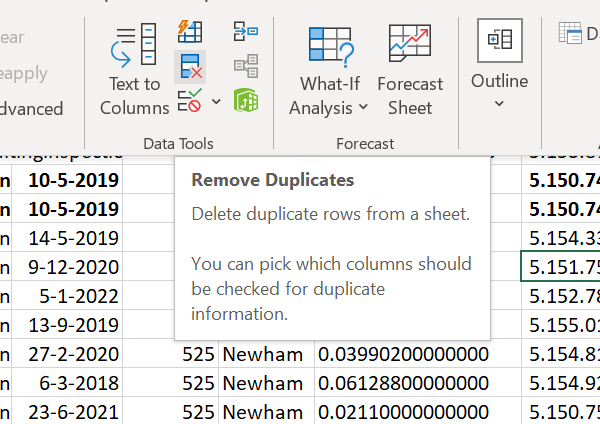 ear
eapply
dvanced
Text to
Columns
Data Tools
What-If
Analysis
Forecast
Sheet
Forecast
Outline
Da
Remove Duplicates
Delete duplicate rows from a sheet.
You can pick which columns should
be checked for duplicate
information.
n 10-5-2019 5.150.74
n 10-5-2019 5.150.74
n 14-5-2019 5.154.33
n 9-12-2020 5.151.75
n 5-1-2022 5.152.78
n 13-9-2019 5.155.01
n 27-2-2020 525 Newham 0.03990200000000 5.154.81
n 6-3-2018 525 Newham 0.06128800000000 5.154.92
n 23-6-2021 525 Newham 0.02110000000000 5.150.75